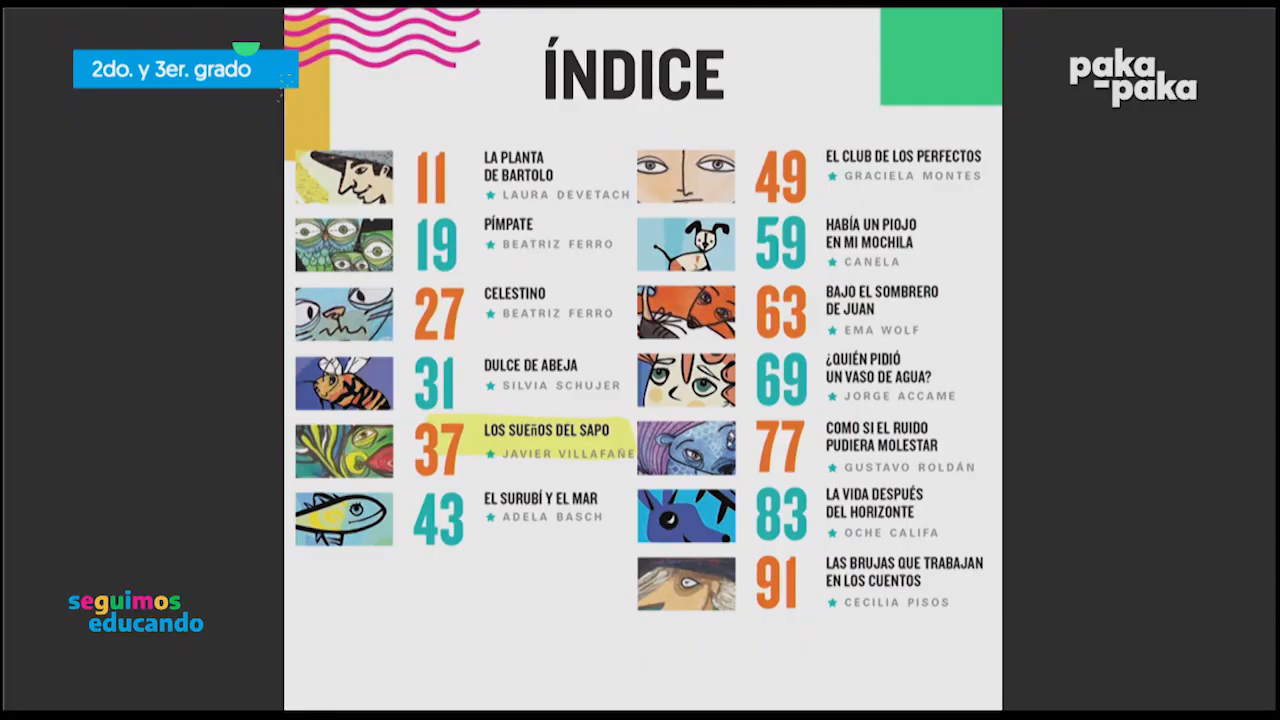 2do. y 3er. grado
paka-
paka
ÍNDICE
11
LA PLANTA
DE BARTOLO
LAURA DEVETACH
19
PÍMPATE
BEATRIZ FERRO
27
CELESTINO
BEATRIZ FERRO
31
DULCE DE ABEJA
SILVIA SCHUJER
37
LOS SUEñOS DEL SAPO
JAVIER VILLAFAÑE
43
EL SURUBÍ Y EL MAR
ADELA BASCH
49
EL CLUB DE LOS PERFECTOS
GRACIELA MONTES
59
HABÍA UN PIOJO
EN MI MOCHILA
CANELA
63
BAJO EL SOMBRERO
DE JUAN
EMA WOLF
69
¿QUIÉN PIDIÓ
UN VASO DE AGUA?
JORGE ACCAME
77
COMO SI EL RUIDO
PUDIERA MOLESTAR
GUSTAVO ROLDÁN
83
LA VIDA DESPUÉS
DEL HORIZONTE
OCHE CALIFA
91
LAS BRUJAS QUE TRABAJAN
EN LOS CUENTOS
CECILIA PISOS
seguimos
educando